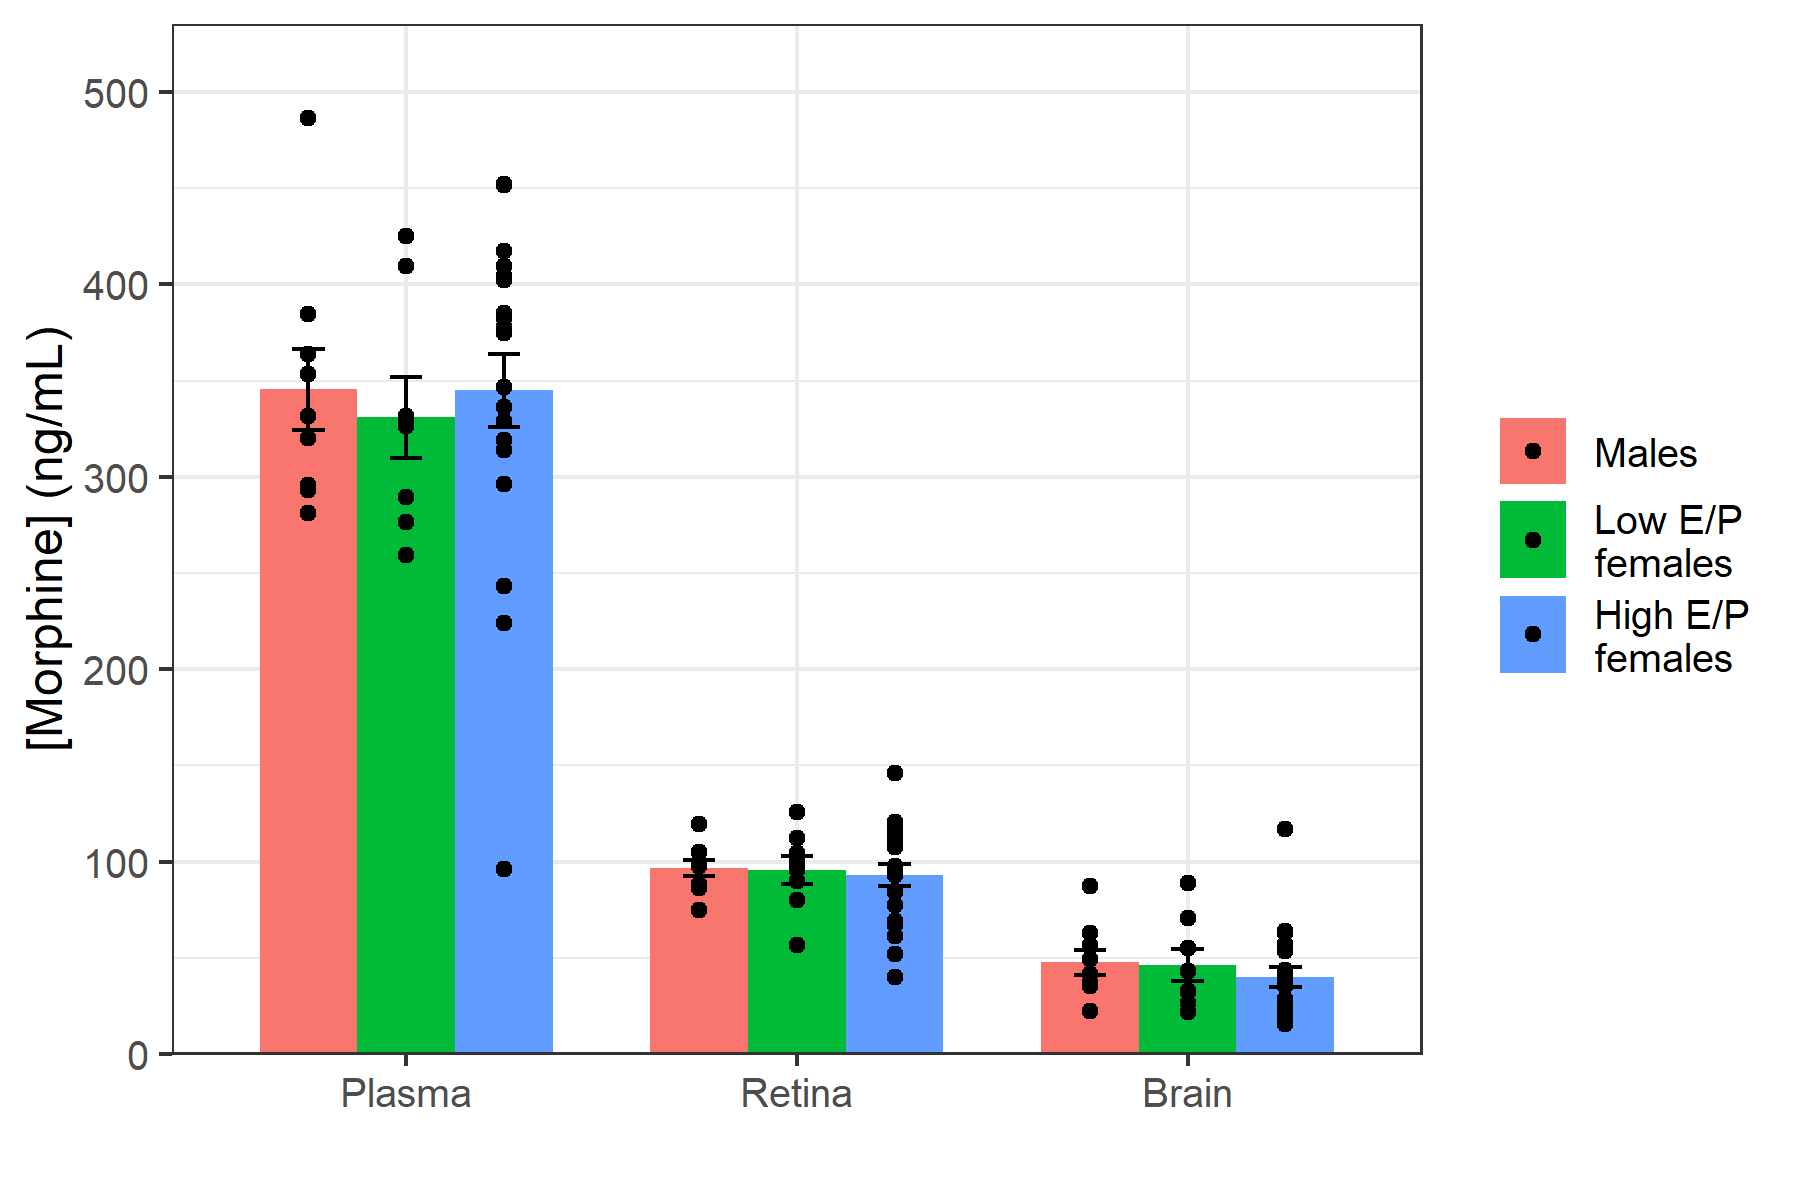 [Morphine] (ng/mL)
500
400
300
200
100
0
Plasma
Retina
Brain
Males
Low E/P
females
High E/P
females